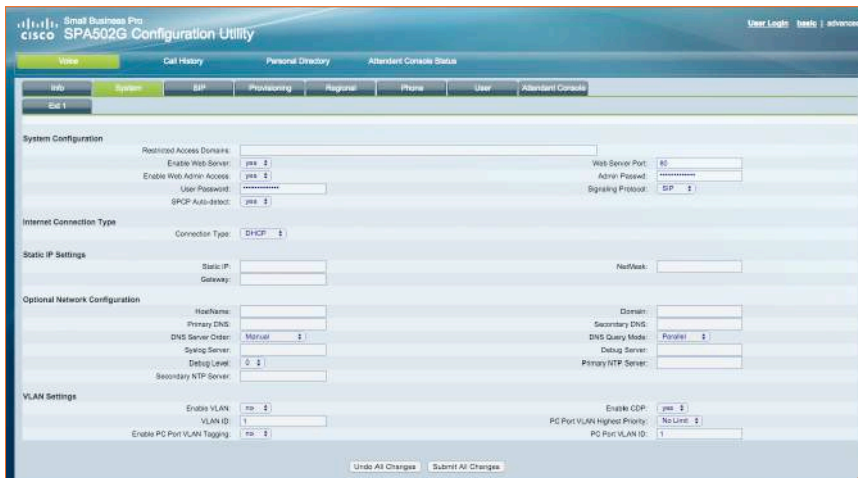 Small Business Pro
cisco SPA502G Configuration Utility
User Login basic | advanced
Voice Call History Personal Directory Attendant Console Status
Info System SIP Provisioning Regional Phone User Attendant Console
Ext 1
System Configuration
Restricted Access Domains:
Enable Web Server: yes Web Server Port: 80
Enable Web Admin Access: yes Admin Passwd: •••••••••••••
User Password: •••••••••••••
Signaling Protocol: SIP
SPCP Auto-detect: yes
Internet Connection Type
Connection Type: DHCP
Static IP Settings
Static IP: NetMask:
Gateway:
Optional Network Configuration
HostName: Domain:
Primary DNS: Secondary DNS:
DNS Server Order: Manual DNS Query Mode: Parallel
Syslog Server: Debug Server:
Debug Level: 0 Primary NTP Server:
Secondary NTP Server:
VLAN Settings
Enable VLAN: no Enable CDP: yes
VLAN ID: 1 PC Port VLAN Highest Priority: No Limit
Enable PC Port VLAN Tagging: no PC Port VLAN ID: 1
Undo All Changes Submit All Changes